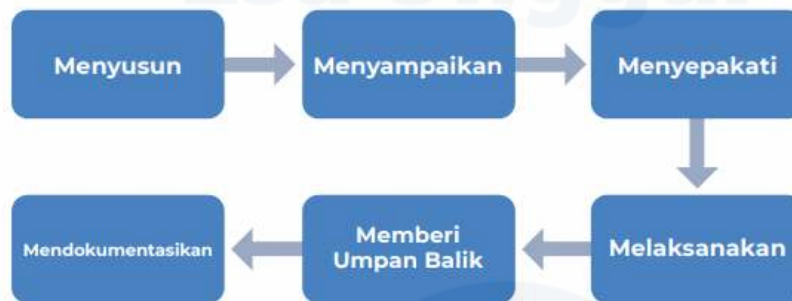 Menyusun
Menyampaikan
Menyepakati
Melaksanakan
Memberi
Umpan Balik
Mendokumentasikan